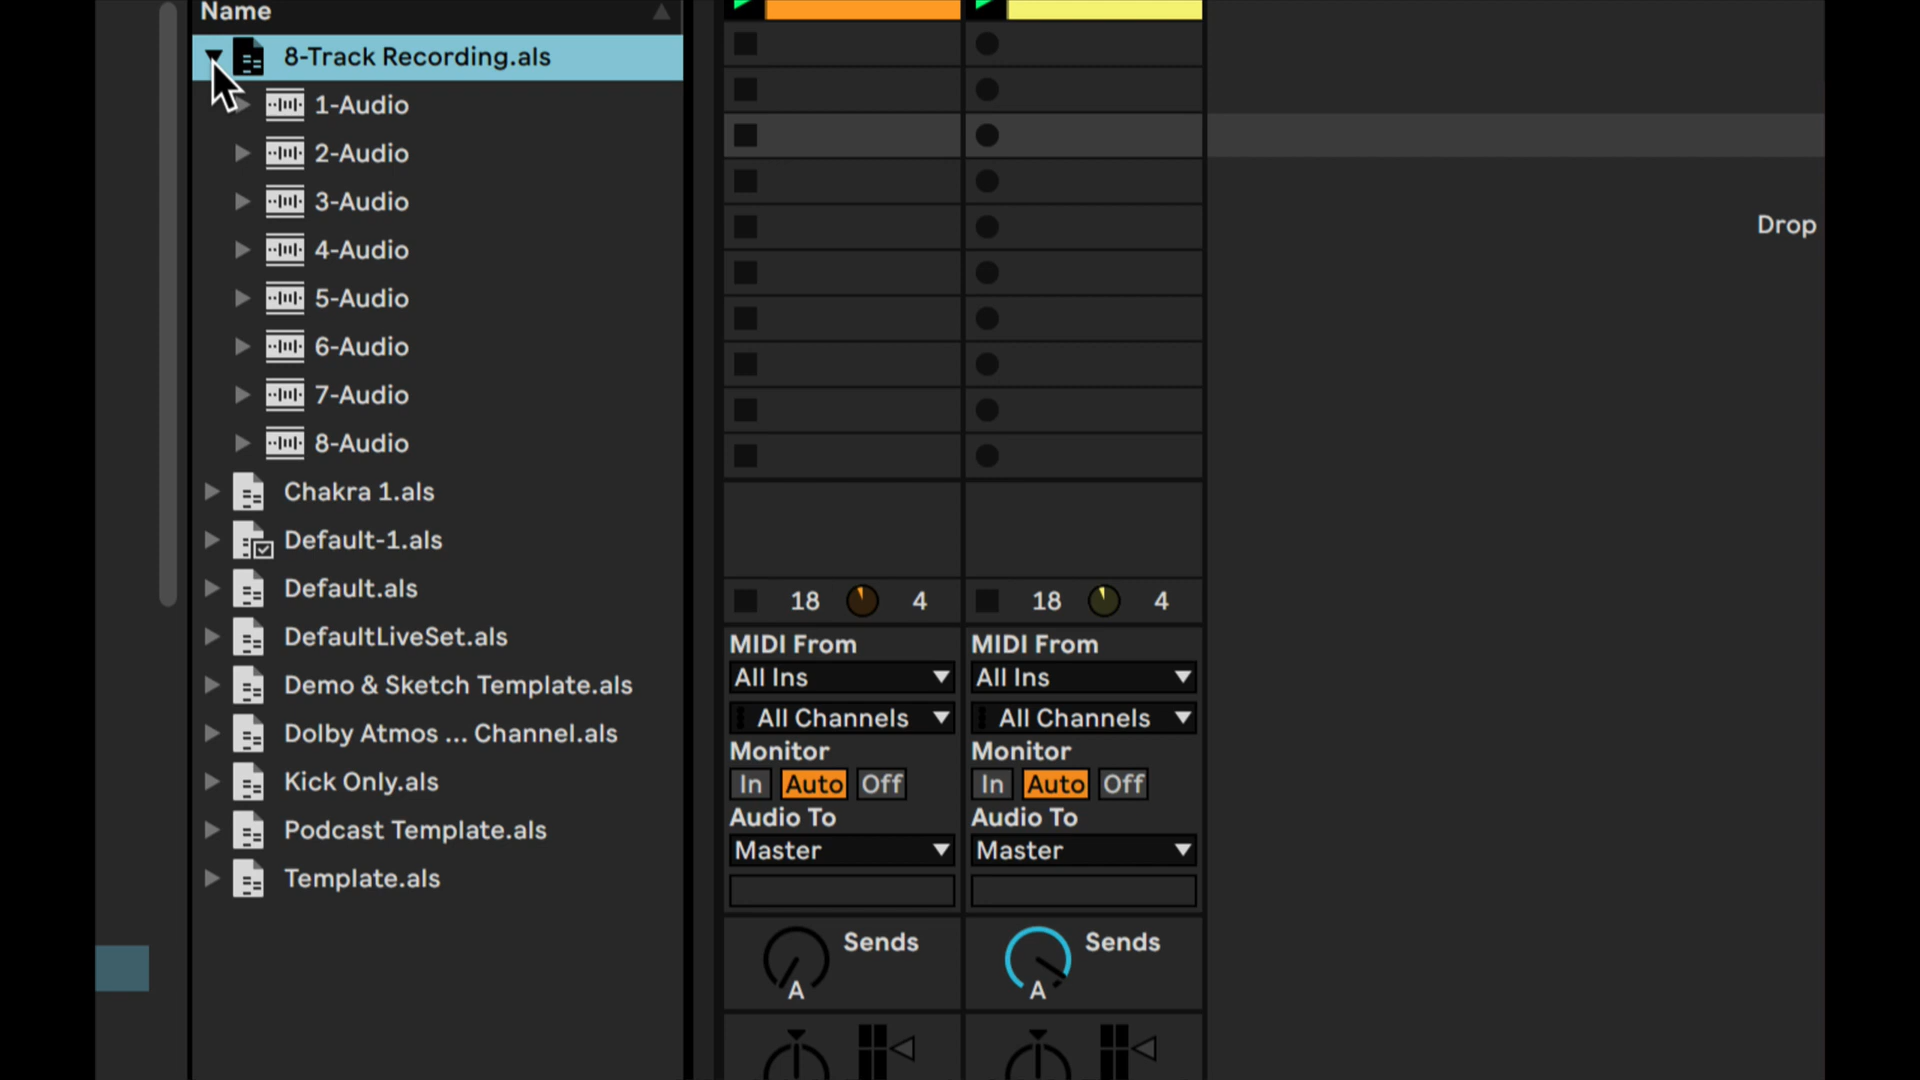 Name
8-Track Recording.als
1-Audio
2-Audio
3-Audio
4-Audio
5-Audio
6-Audio
7-Audio
8-Audio
Chakra 1.als
Default-1.als
Default.als
DefaultLiveSet.als
Demo & Sketch Template.als
Dolby Atmos ... Channel.als
Kick Only.als
Podcast Template.als
Template.als
18 4
MIDI From
All Ins
All Channels
Monitor
In Auto Off
Audio To
Master
Sends
A
18 4
MIDI From
All Ins
All Channels
Monitor
In Auto Off
Audio To
Master
Sends
A
Drop